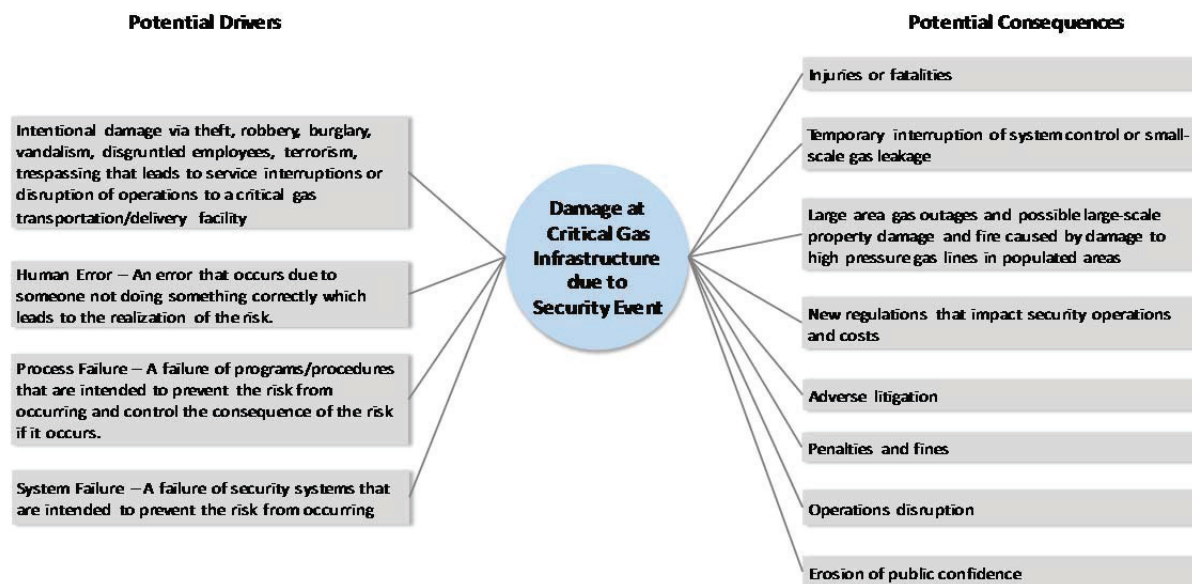 Potential Drivers
Intentional damage via theft, robbery, burglary,
vandalism, disgruntled employees, terrorism,
trespassing that leads to service interruptions or
disruption of operations to a critical gas
transportation/delivery facility
Human Error – An error that occurs due to
someone not doing something correctly which
leads to the realization of the risk.
Process Failure – A failure of programs/procedures
that are intended to prevent the risk from
occurring and control the consequence of the risk
if it occurs.
System Failure – A failure of security systems that
are intended to prevent the risk from occurring
Damage at
Critical Gas
Infrastructure
due to
Security Event
Potential Consequences
Injuries or fatalities
Temporary interruption of system control or small-
scale gas leakage
Large area gas outages and possible large-scale
property damage and fire caused by damage to
high pressure gas lines in populated areas
New regulations that impact security operations
and costs
Adverse litigation
Penalties and fines
Operations disruption
Erosion of public confidence